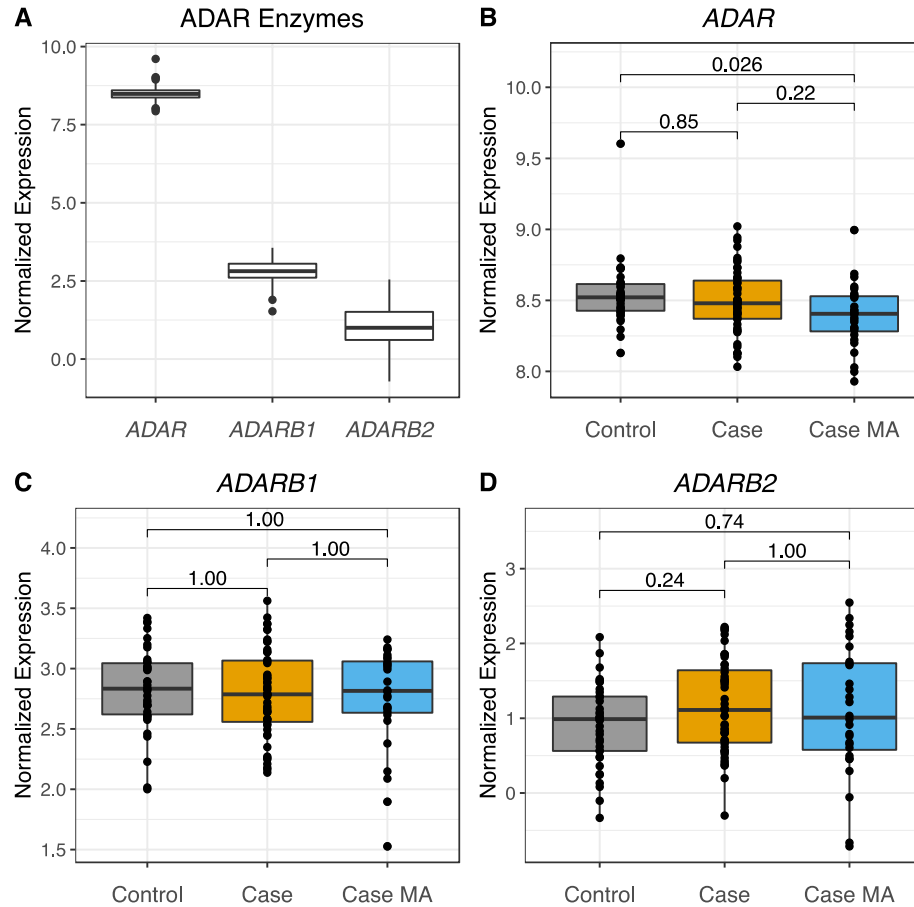 A
ADAR Enzymes
Normalized Expression
10.0
7.5
5.0
2.5
0.0
ADAR
ADARB1
ADARB2
B
ADAR
Normalized Expression
10.0
9.5
9.0
8.5
8.0
0.026
0.22
0.85
Control
Case
Case MA
C
ADARB1
Normalized Expression
4.0
3.5
3.0
2.5
2.0
1.5
1.00
1.00
1.00
Control
Case
Case MA
D
ADARB2
Normalized Expression
3
2
1
0
0.74
1.00
0.24
Control
Case
Case MA